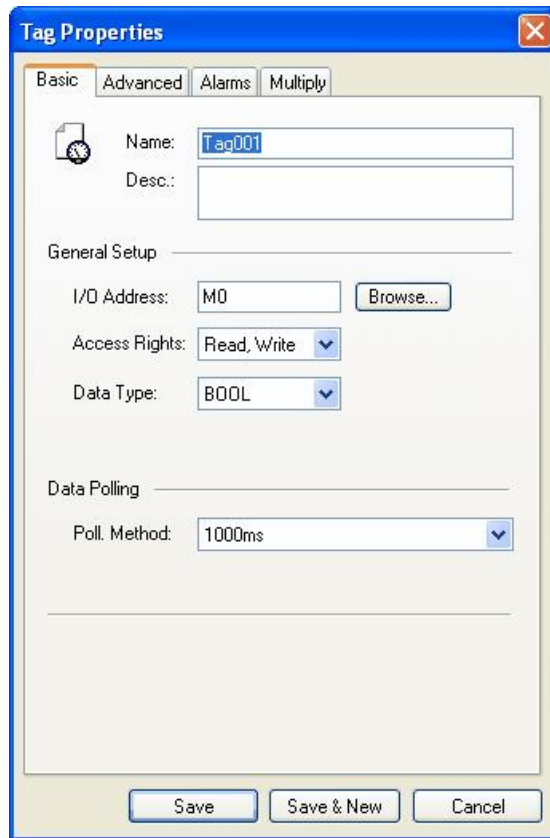 Tag Properties
Basic Advanced Alarms Multiply
Name: Tag001
Desc.:
General Setup
I/O Address: M0 Browse...
Access Rights: Read, Write
Data Type: BOOL
Data Polling
Poll. Method: 1000ms
Save Save & New Cancel